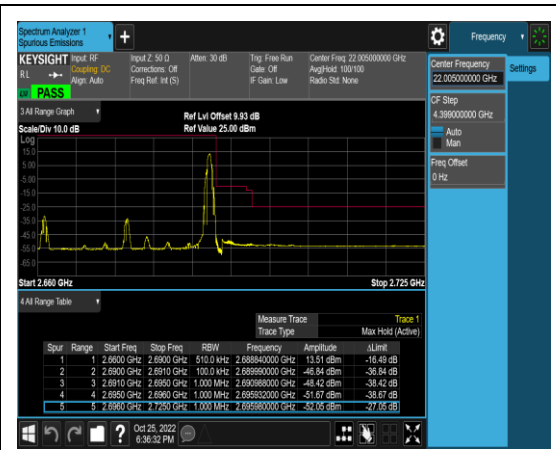 Spectrum Analyzer 1
Spurious Emissions
Frequency
KEYSIGHT
Input: RF
Input Z: 50 Ω
Atten: 30 dB
Trig: Free Run
Center Freq: 22.005000000 GHz
RL
Coupling: DC
Corrections: Off
Gate: Off
Avg|Hold: 100/100
Align: Auto
Freq Ref: Int (S)
IF Gain: Low
Radio Std: None
PASS
Center Frequency
22.005000000 GHz
Settings
CF Step
4.399000000 GHz
Auto
Man
Freq Offset
0 Hz
3 All Range Graph
Ref Lvl Offset 9.93 dB
Scale/Div 10.0 dB
Ref Value 25.00 dBm
Log
15.0
5.00
-5.00
-15.0
-25.0
-35.0
-45.0
-55.0
-65.0
Start 2.660 GHz
Stop 2.725 GHz
4 All Range Table
Measure Trace Trace 1
Trace Type Max Hold (Active)
Spur Range Start Freq Stop Freq RBW Frequency Amplitude ΔLimit
1 1 2.6600 GHz 2.6900 GHz 510.0 kHz 2.688840000 GHz 13.51 dBm -16.49 dB
2 2 2.6900 GHz 2.6910 GHz 100.0 kHz 2.689990000 GHz -46.84 dBm -36.84 dB
3 3 2.6910 GHz 2.6950 GHz 1.000 MHz 2.690988000 GHz -48.42 dBm -38.42 dB
4 4 2.6950 GHz 2.6960 GHz 1.000 MHz 2.695932000 GHz -51.67 dBm -38.67 dB
5 5 2.6960 GHz 2.7250 GHz 1.000 MHz 2.695980000 GHz -52.05 dBm -27.05 dB
Oct 25, 2022
6:36:32 PM